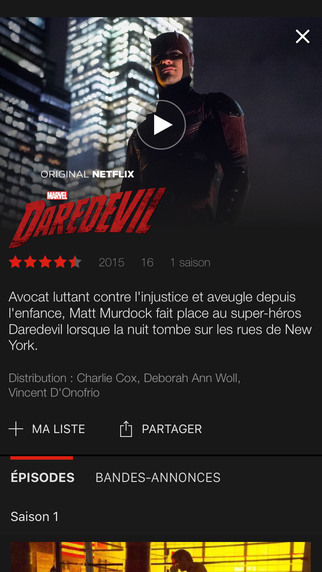 ORIGINAL NETFLIX
MARVEL
DAREDEVIL
2015 16 1 saison
Avocat luttant contre l'injustice et aveugle depuis
l'enfance, Matt Murdock fait place au super-héros
Daredevil lorsque la nuit tombe sur les rues de New
York.
Distribution : Charlie Cox, Deborah Ann Woll,
Vincent D'Onofrio
MA LISTE PARTAGER
ÉPISODES BANDES-ANNONCES
Saison 1